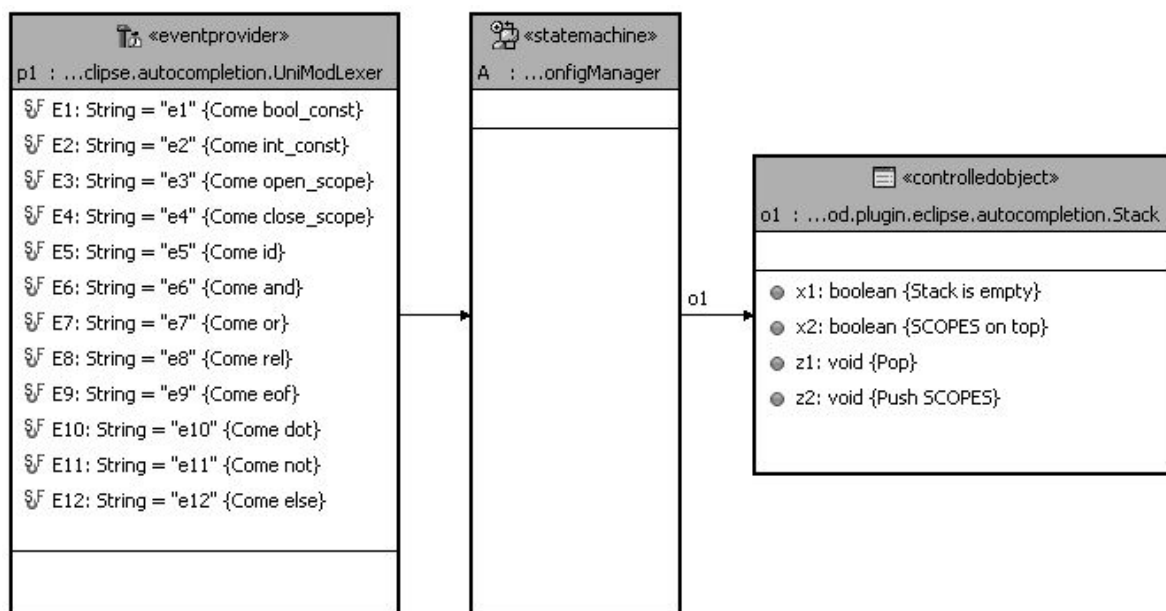 «eventprovider»
p1 : ...clipse.autocompletion.UniModLexer
E1: String = "e1" {Come bool_const}
E2: String = "e2" {Come int_const}
E3: String = "e3" {Come open_scope}
E4: String = "e4" {Come close_scope}
E5: String = "e5" {Come id}
E6: String = "e6" {Come and}
E7: String = "e7" {Come or}
E8: String = "e8" {Come rel}
E9: String = "e9" {Come eof}
E10: String = "e10" {Come dot}
E11: String = "e11" {Come not}
E12: String = "e12" {Come else}
«statemachine»
A : ...onfigManager
o1
«controlledobject»
o1 : ...od.plugin.eclipse.autocompletion.Stack
x1: boolean {Stack is empty}
x2: boolean {SCOPES on top}
z1: void {Pop}
z2: void {Push SCOPES}